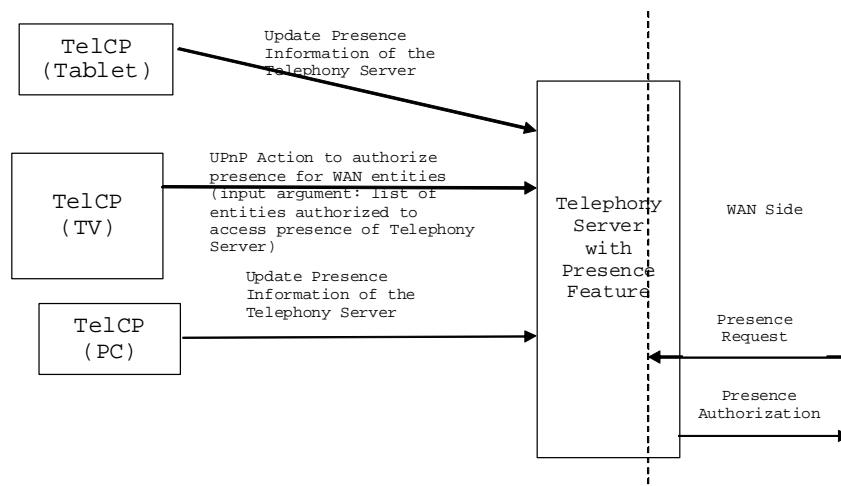 TelCP
(Tablet)
Update Presence
Information of the
Telephony Server
UPnP Action to authorize
presence for WAN entities
(input argument: list of
entities authorized to
access presence of Telephony
Server)
TelCP
(TV)
Update Presence
Information of the
Telephony Server
TelCP
(PC)
Telephony
Server
with
Presence
Feature
WAN Side
Presence
Request
Presence
Authorization